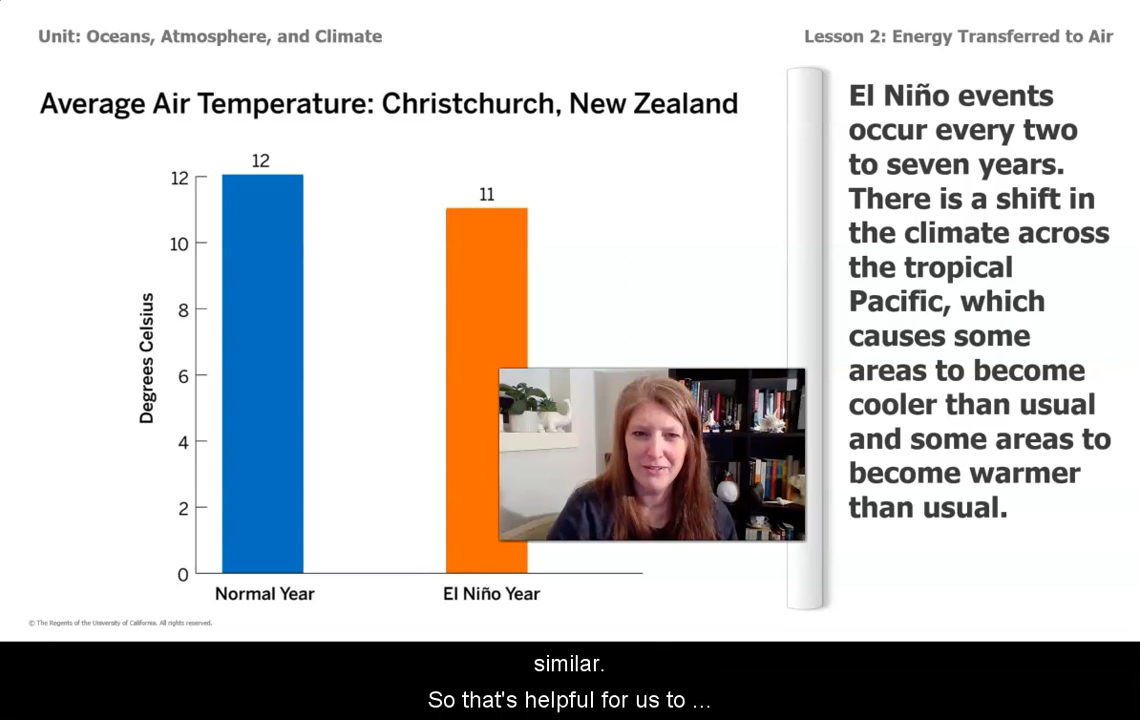 Unit: Oceans, Atmosphere, and Climate
Lesson 2: Energy Transferred to Air
Average Air Temperature: Christchurch, New Zealand
12
11
12
10
8
6
4
2
0
Degrees Celsius
Normal Year
El Niño Year
El Niño events
occur every two
to seven years.
There is a shift in
the climate across
the tropical
Pacific, which
causes some
areas to become
cooler than usual
and some areas to
become warmer
than usual.
© The Regents of the University of California. All rights reserved.
similar.
So that's helpful for us to ...